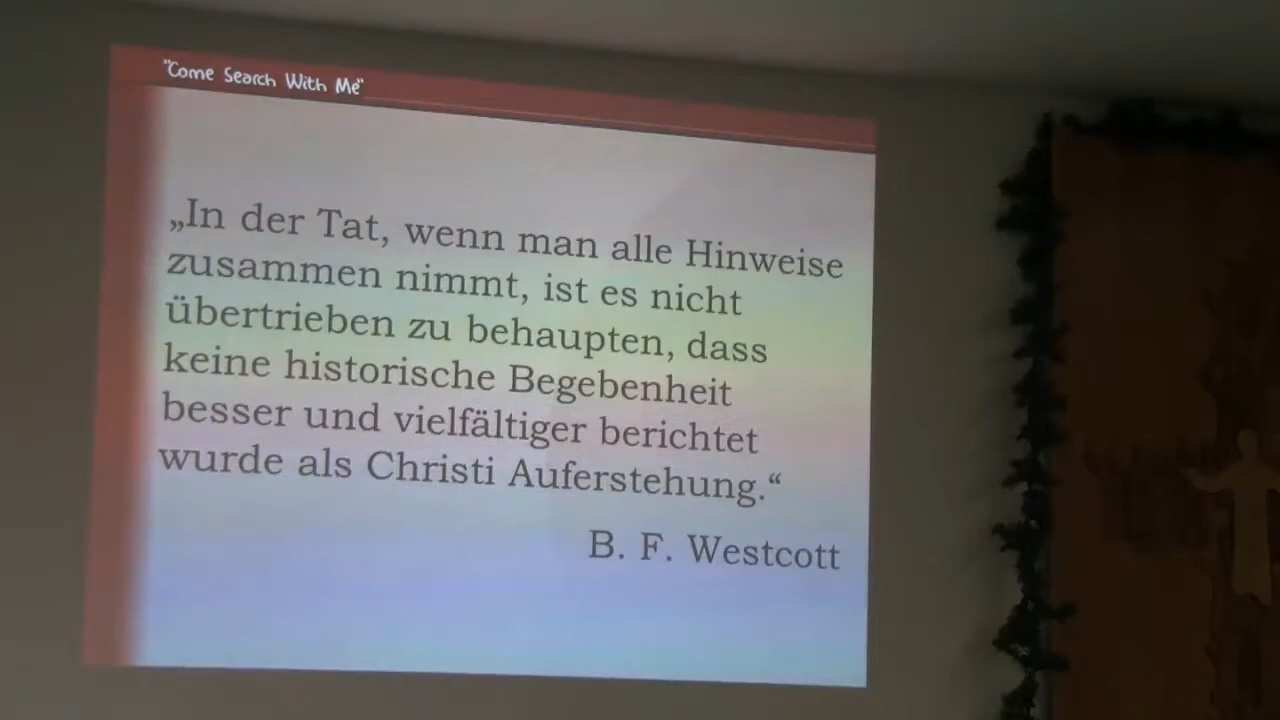 "Come Search With Me"
„In der Tat, wenn man alle Hinweise
zusammen nimmt, ist es nicht
übertrieben zu behaupten, dass
keine historische Begebenheit
besser und vielfältiger berichtet
wurde als Christi Auferstehung.“
B. F. Westcott